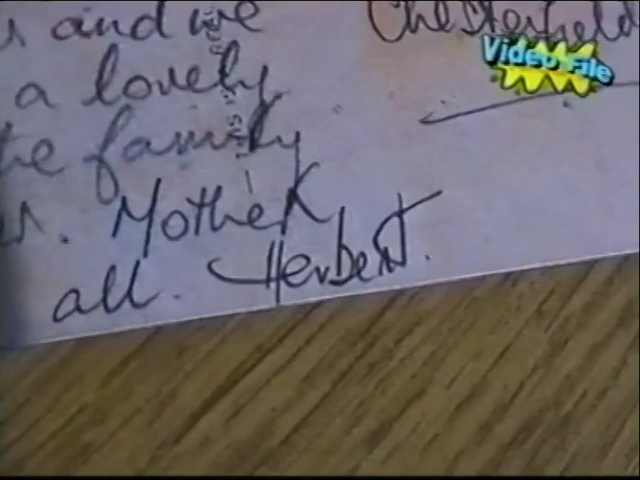 and we
a lovely
the family
Mother
all. Herbert.
Chesterfield
Video File